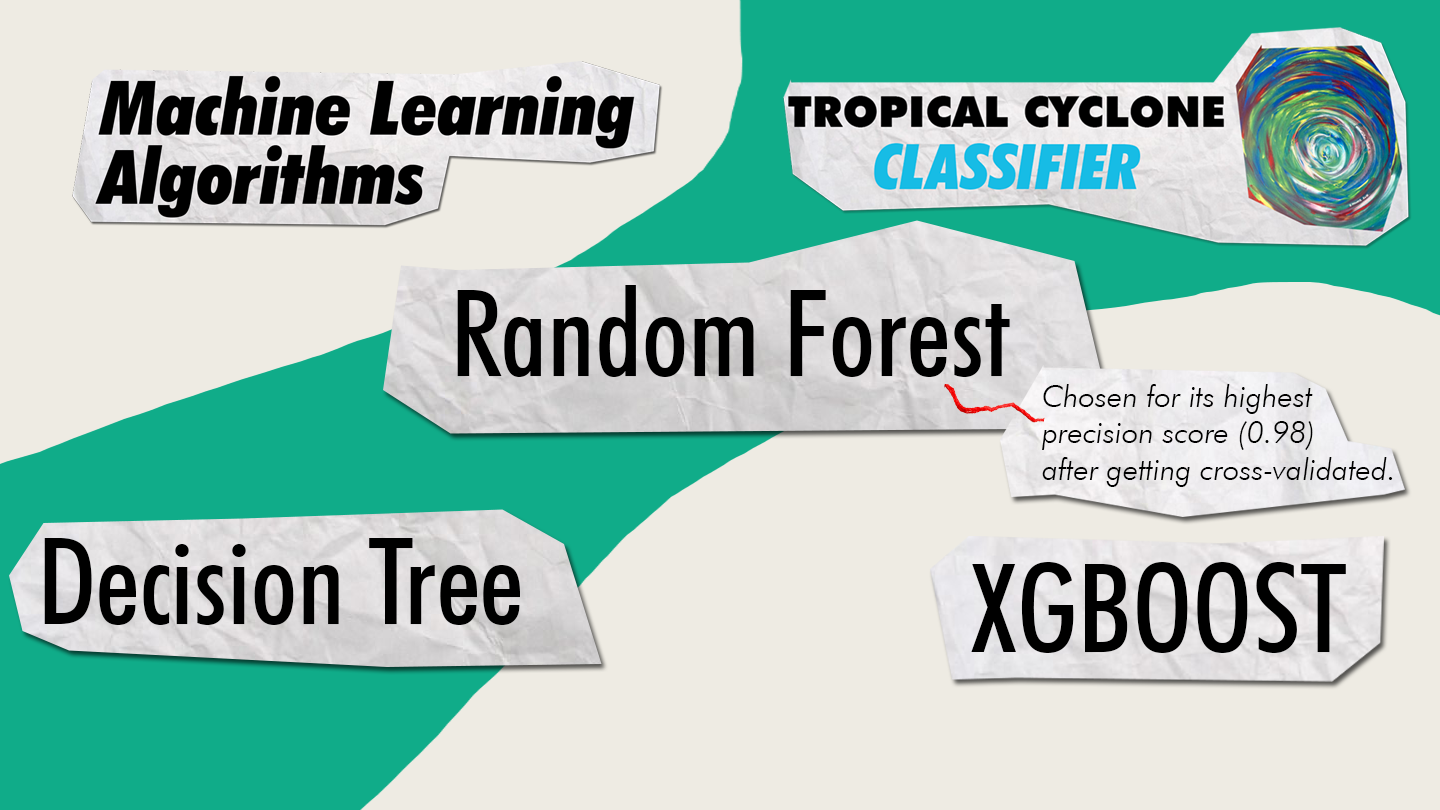 Machine Learning
Algorithms
TROPICAL CYCLONE
CLASSIFIER
Random Forest
Chosen for its highest
precision score (0.98)
after getting cross-validated.
Decision Tree
XGBOOST